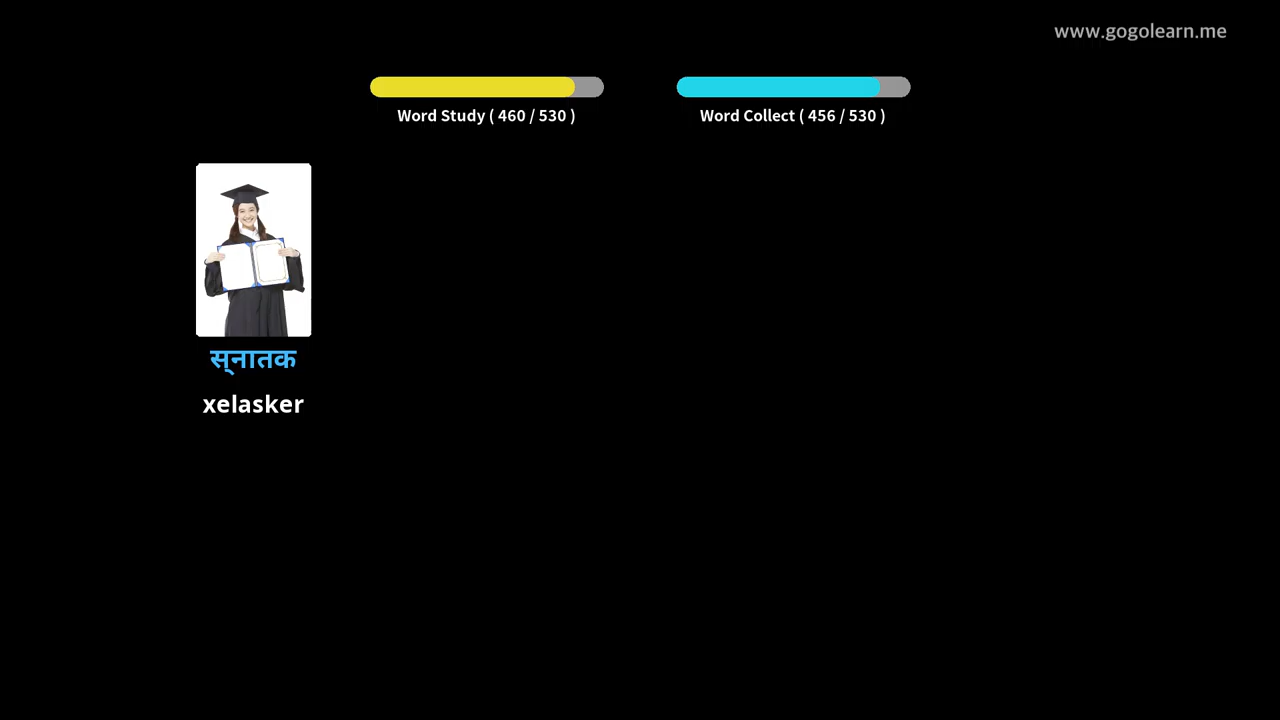 www.gogolearn.me
Word Study ( 460 / 530 )
Word Collect ( 456 / 530 )
स्नातक
xelasker